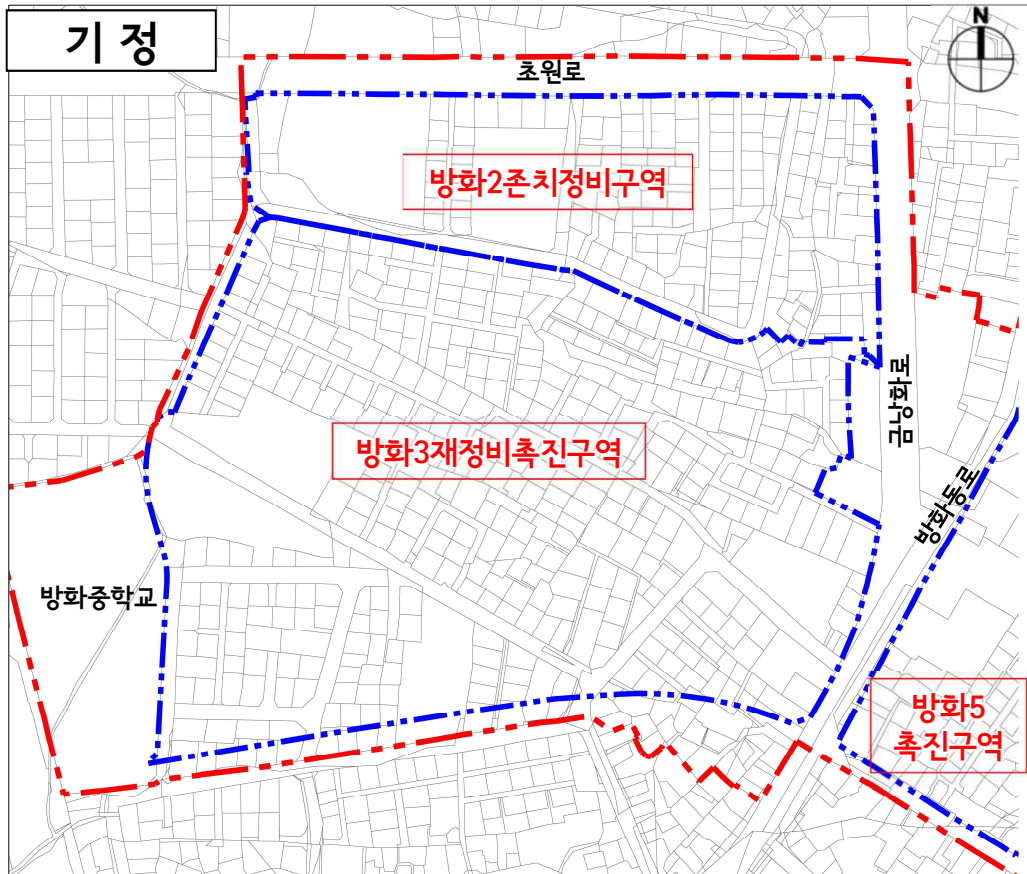 기 정
N
초원로
방화2존치정비구역
금낭화로
방화3재정비촉진구역
방화동로
방화중학교
방화5
촉진구역